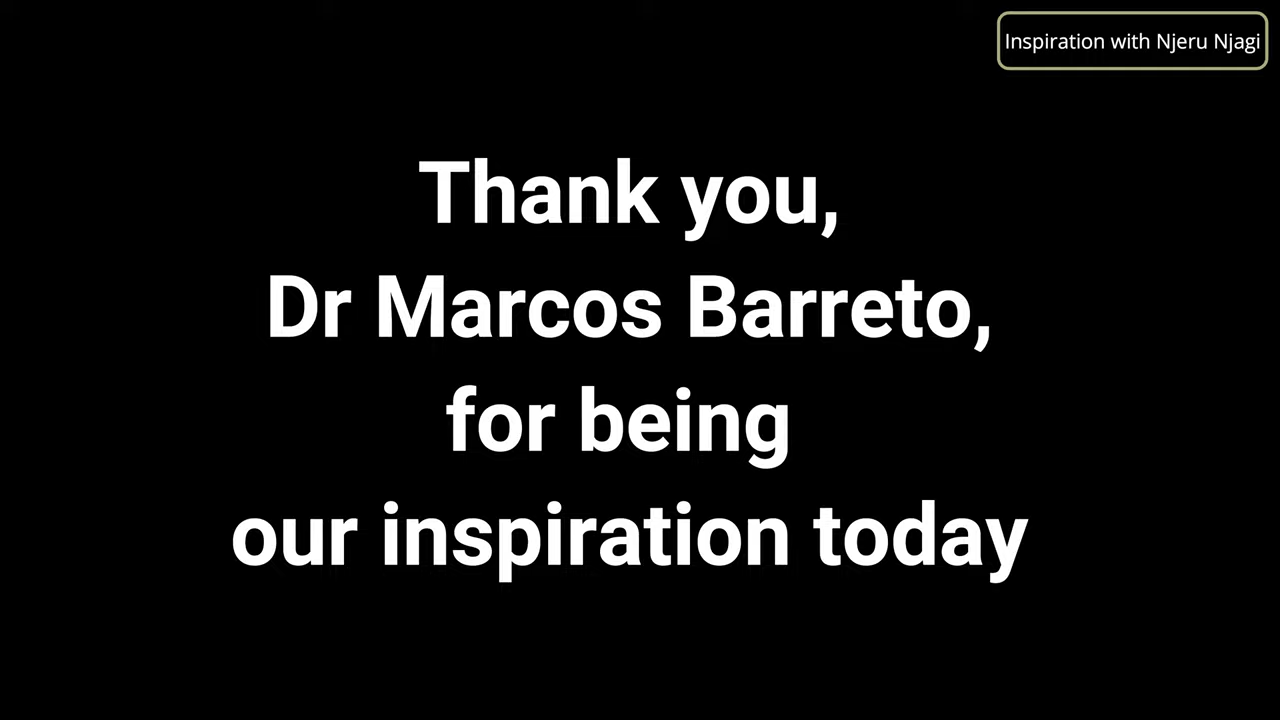 Inspiration with Njeru Njagi
Thank you,
Dr Marcos Barreto,
for being
our inspiration today